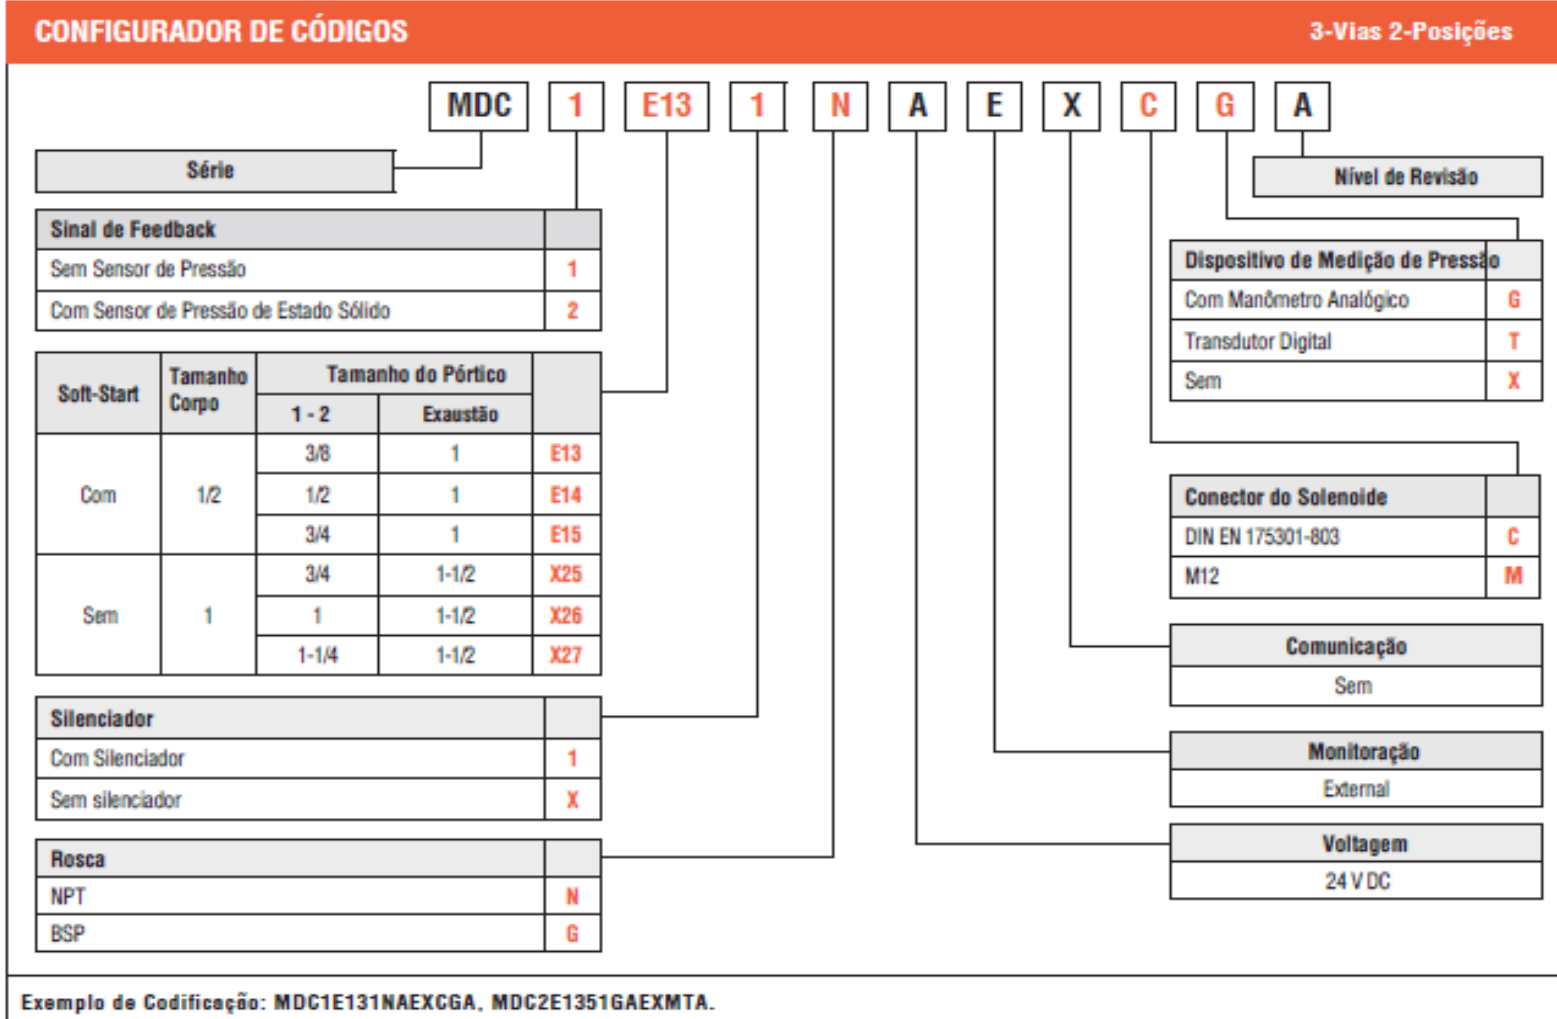 CONFIGURADOR DE CÓDIGOS 3-Vias 2-Posições
MDC 1 E13 1 N A E X C G A
Série
Nível de Revisão
Sinal de Feedback
Sem Sensor de Pressão 1
Com Sensor de Pressão de Estado Sólido 2
Dispositivo de Medição de Pressão
Com Manômetro Analógico G
Transdutor Digital T
Sem X
Soft-Start Tamanho Corpo Tamanho do Pórtico
1 - 2 Exaustão
Com 1/2
3/8 1 E13
1/2 1 E14
3/4 1 E15
Sem 1
3/4 1-1/2 X25
1 1-1/2 X26
1-1/4 1-1/2 X27
Conector do Solenoide
DIN EN 175301-803 C
M12 M
Comunicação
Sem
Silenciador
Com Silenciador 1
Sem silenciador X
Monitoração
External
Rosca
NPT N
BSP G
Voltagem
24 V DC
Exemplo de Codificação: MDC1E131NAEXCGA, MDC2E1351GAEXMTA.